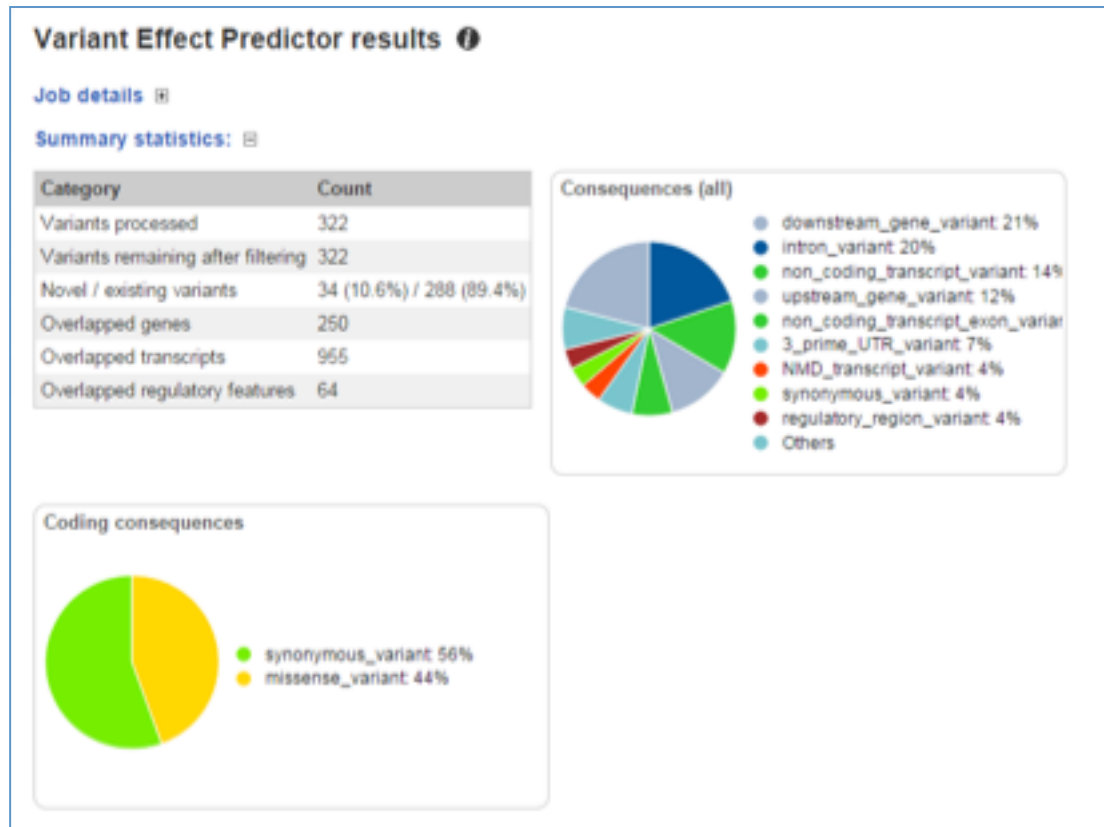 Variant Effect Predictor results
Job details
Summary statistics:
Category Count
Variants processed 322
Variants remaining after filtering 322
Novel / existing variants 34 (10.6%) / 288 (89.4%)
Overlapped genes 250
Overlapped transcripts 955
Overlapped regulatory features 64
Consequences (all)
downstream_gene_variant: 21%
intron_variant: 20%
non_coding_transcript_variant: 14%
upstream_gene_variant: 12%
non_coding_transcript_exon_varian
3_prime_UTR_variant: 7%
NMD_transcript_variant: 4%
synonymous_variant: 4%
regulatory_region_variant: 4%
Others
Coding consequences
synonymous_variant: 56%
missense_variant: 44%